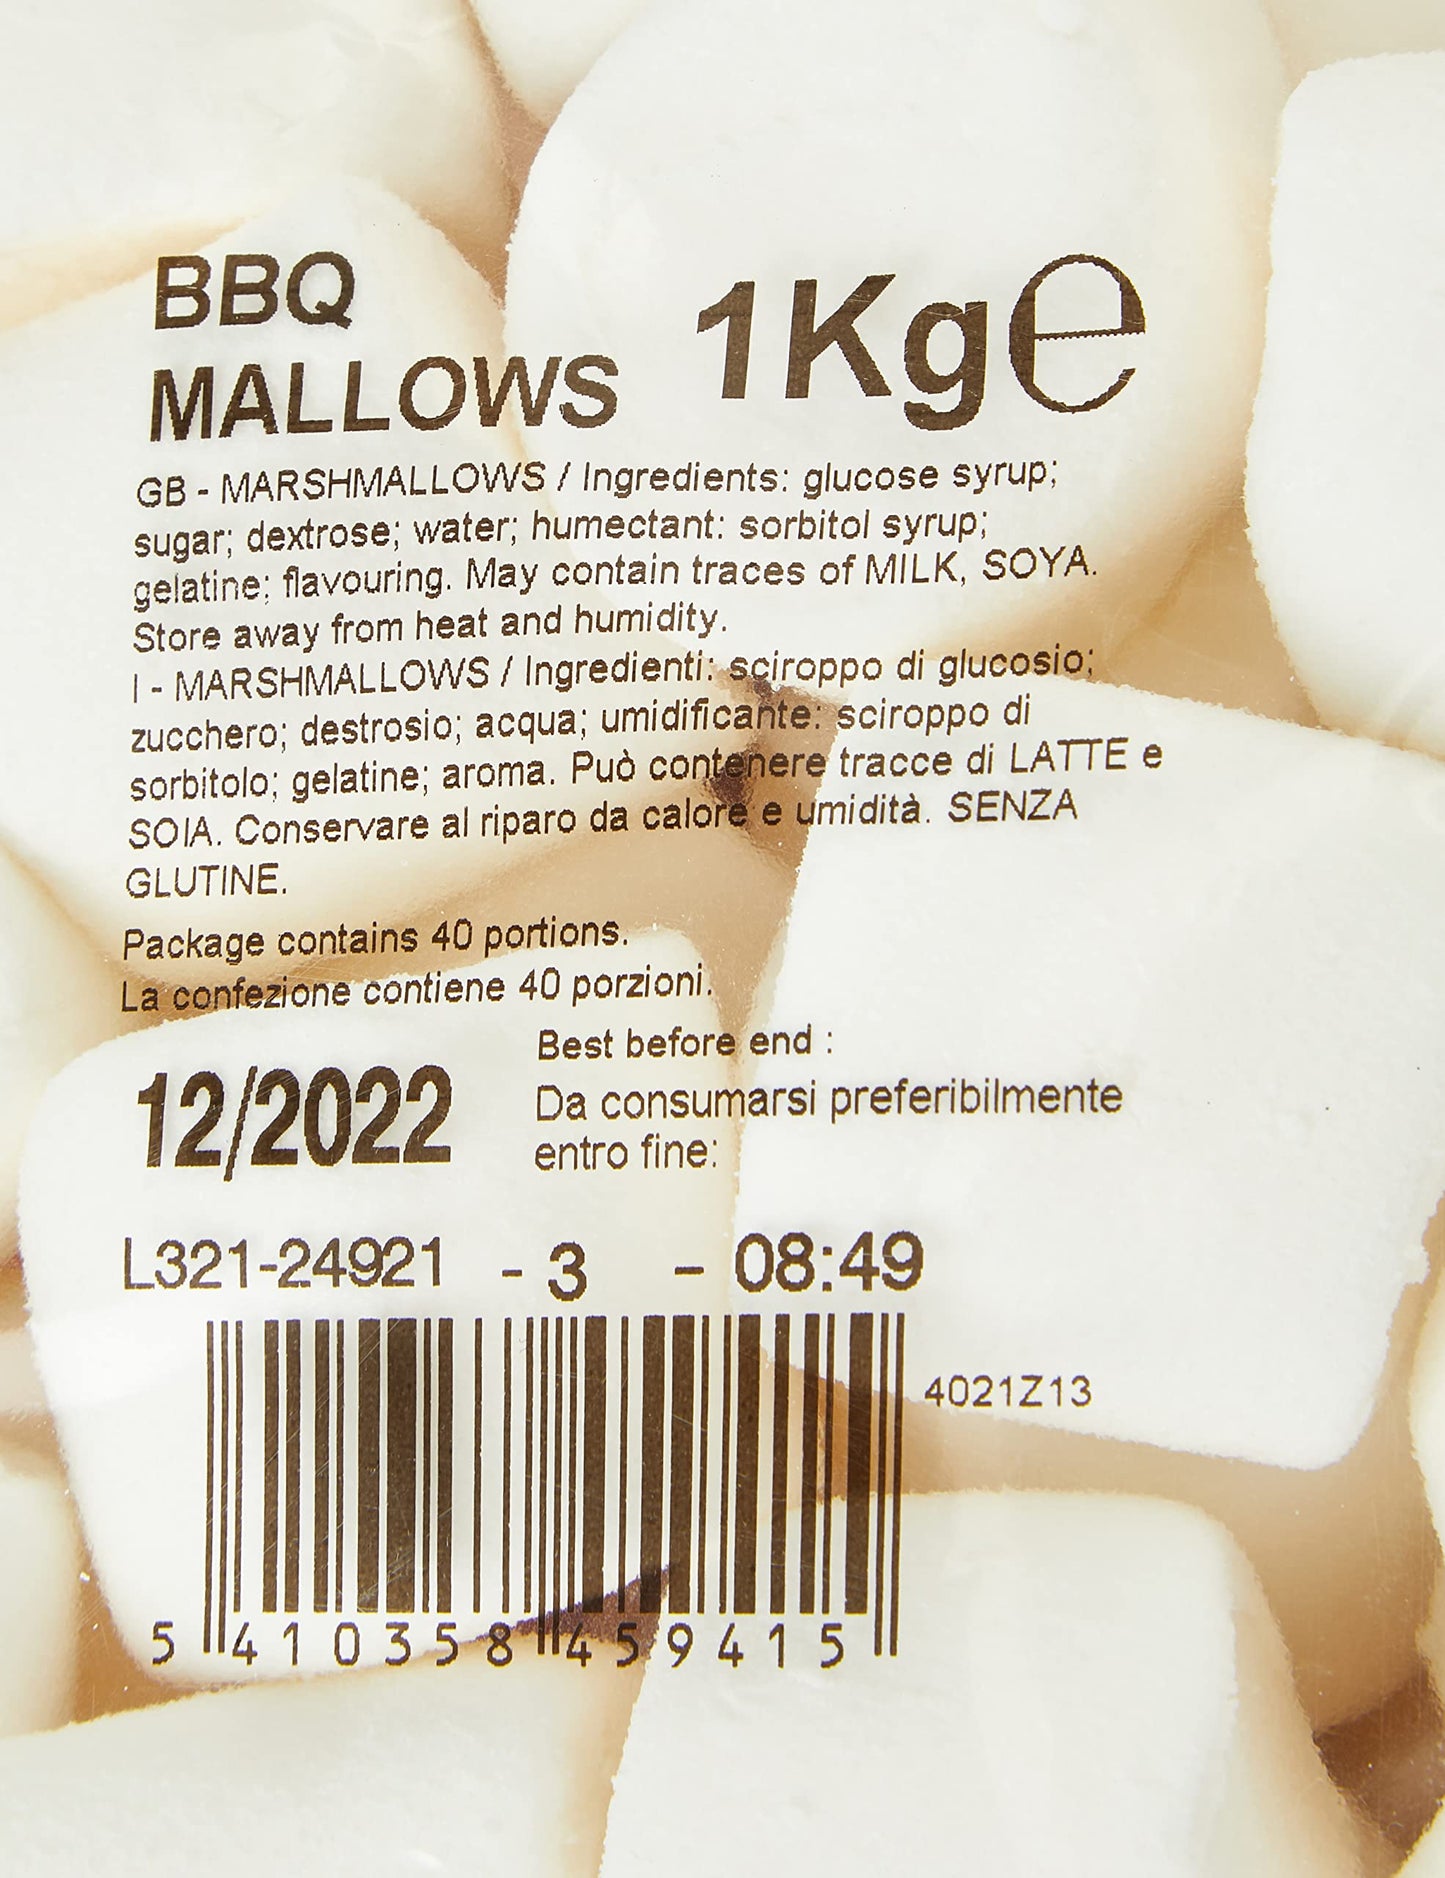 BBQ
MALLOWS
1Kg℮
GB - MARSHMALLOWS / Ingredients: glucose syrup;
sugar; dextrose; water; humectant: sorbitol syrup;
gelatine; flavouring. May contain traces of MILK, SOYA.
Store away from heat and humidity.
I - MARSHMALLOWS / Ingredienti: sciroppo di glucosio;
zucchero; destrosio; acqua; umidificante: sciroppo di
sorbitolo; gelatine; aroma. Può contenere tracce di LATTE e
SOIA. Conservare al riparo da calore e umidità. SENZA
GLUTINE.
Package contains 40 portions.
La confezione contiene 40 porzioni.
Best before end :
12/2022
Da consumarsi preferibilmente
entro fine:
L321-24921 - 3 - 08:49
4021Z13
5 410358 459415